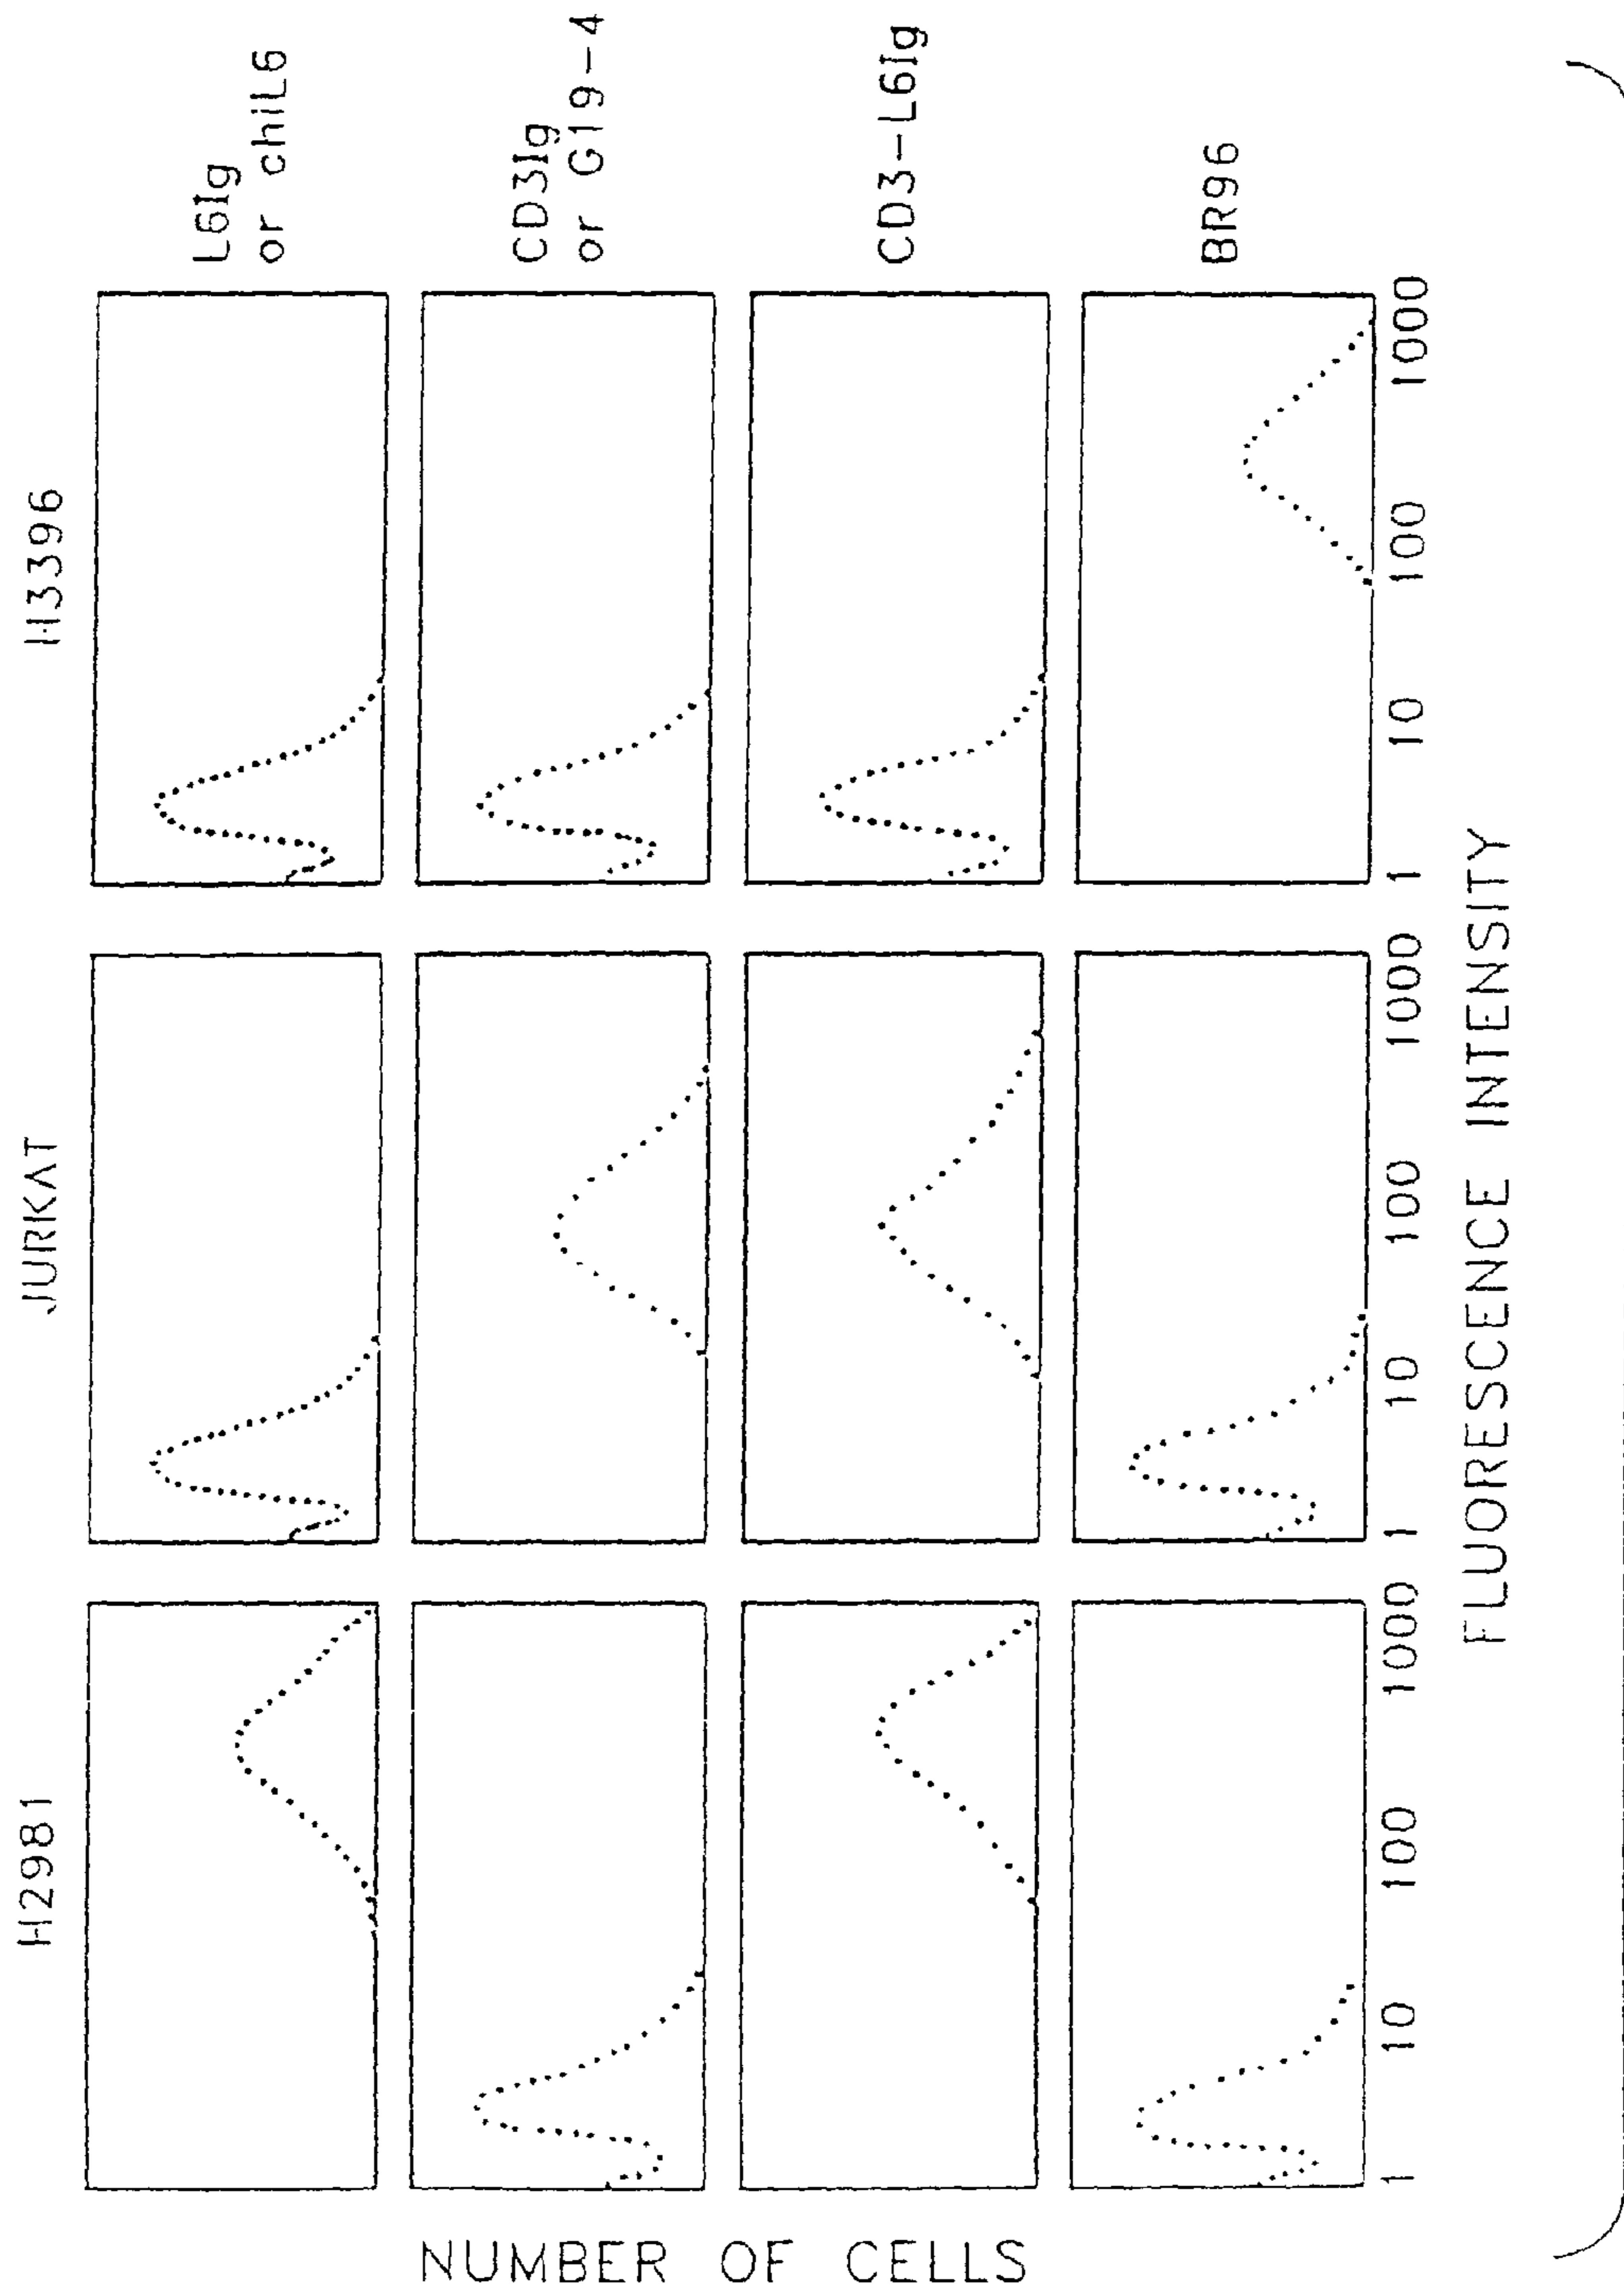 H2981
JURKAT
H3396
L6Ig
or chiL6
CD3Ig
or G19-4
CD3-L6Ig
BR96
NUMBER OF CELLS
1 10 100 1000
1 10 100 1000
1 10 100 1000
FLUORESCENCE INTENSITY